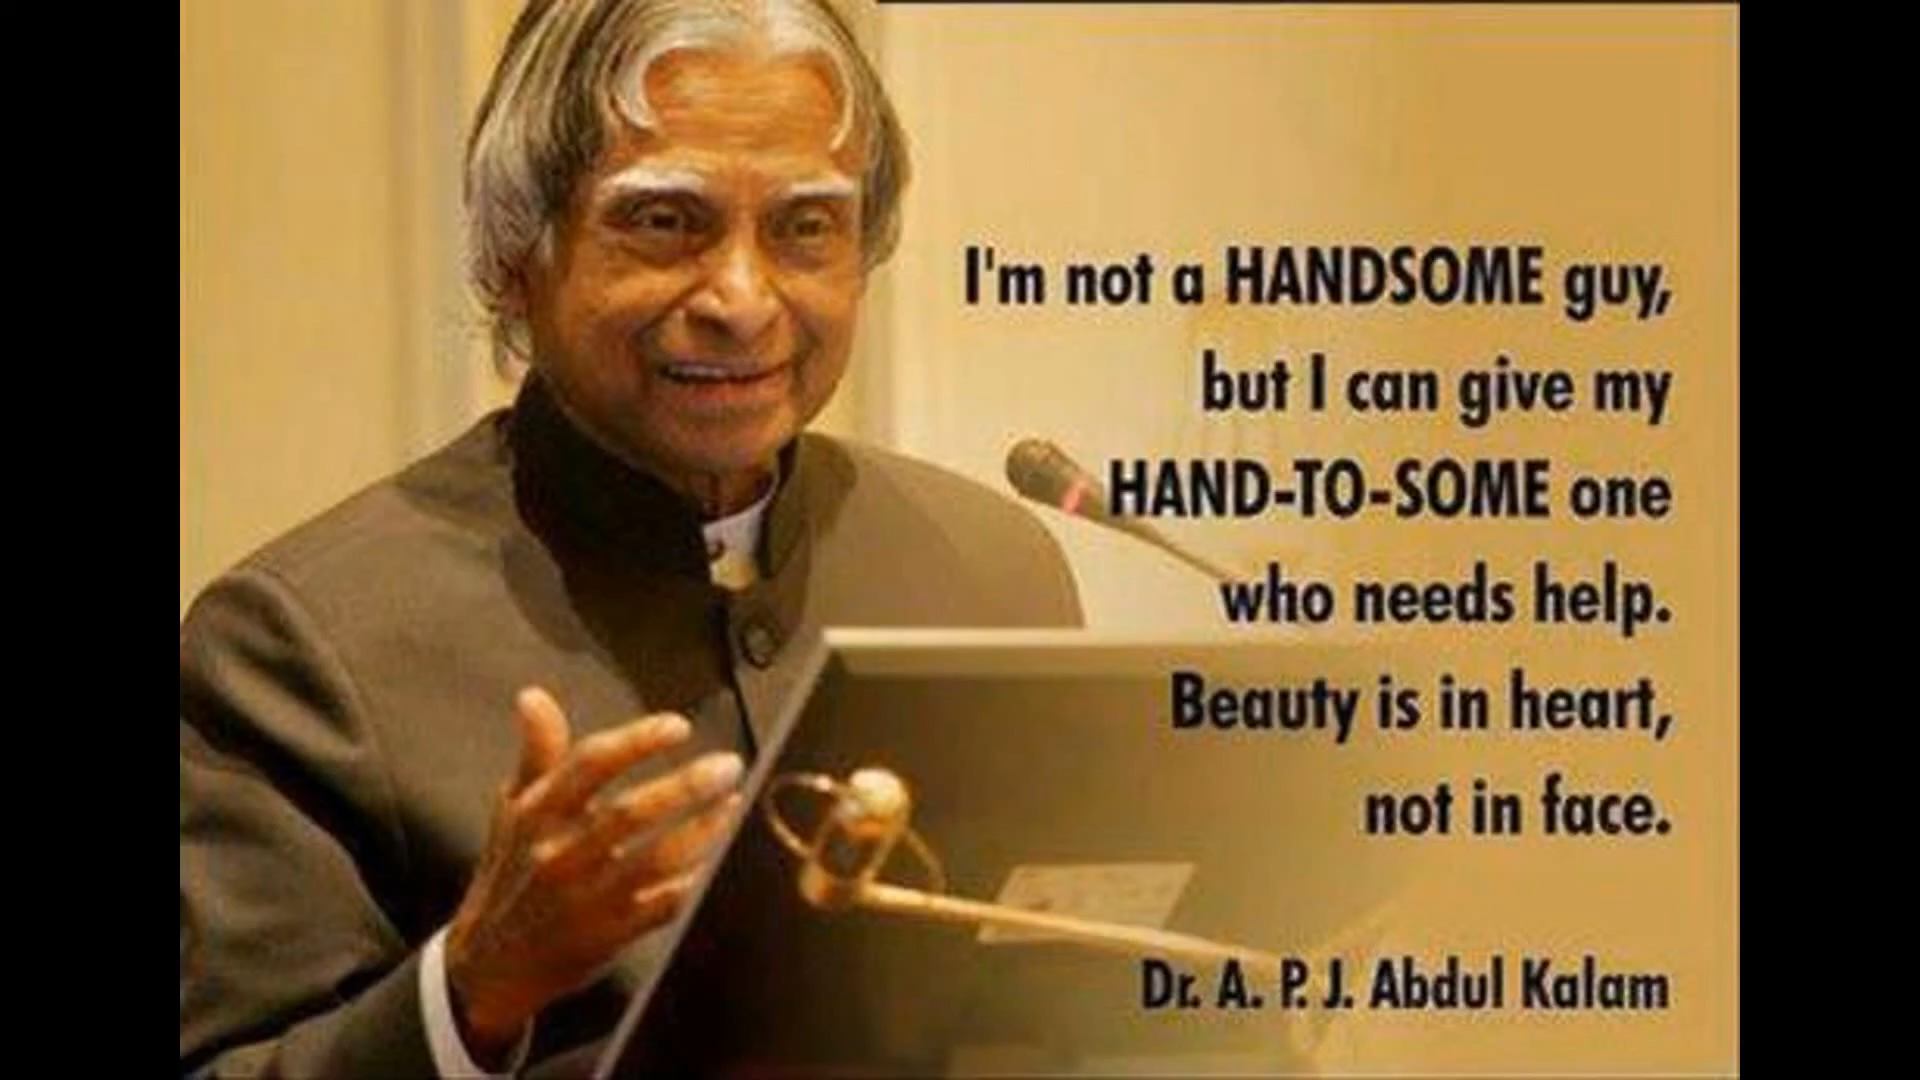 I'm not a HANDSOME guy,
but I can give my
HAND-TO-SOME one
who needs help.
Beauty is in heart,
not in face.
Dr. A. P. J. Abdul Kalam